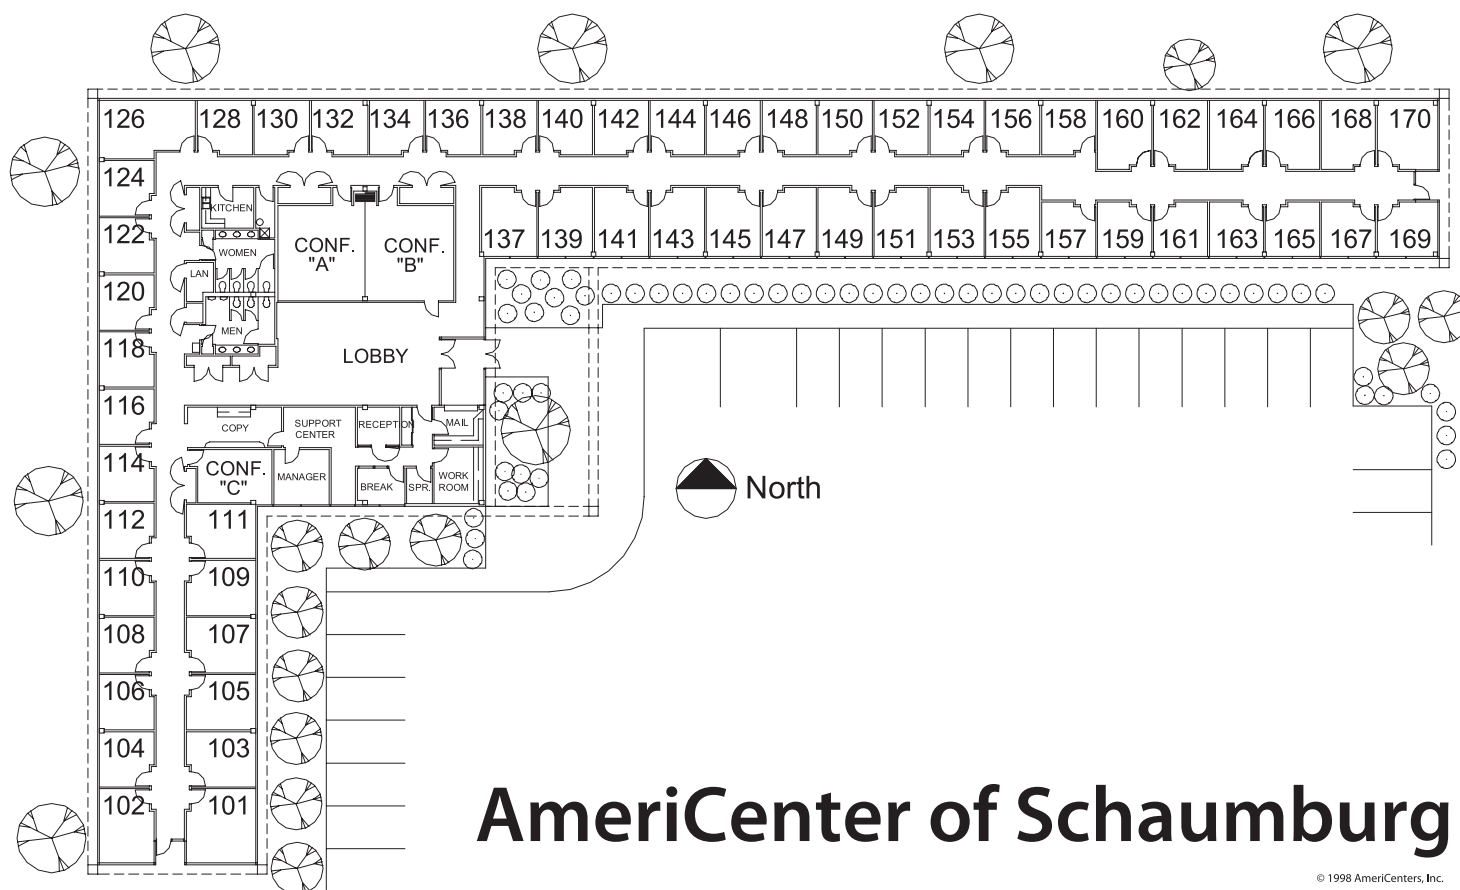 126 128 130 132 134 136 138 140 142 144 146 148 150 152 154 156 158 160 162 164 166 168 170
124
KITCHEN
122
WOMEN
CONF.
"A"
CONF.
"B"
137 139 141 143 145 147 149 151 153 155 157 159 161 163 165 167 169
LAN
120
MEN
118
LOBBY
116
COPY
SUPPORT
CENTER
RECEPTION
MAIL
114
CONF.
"C"
MANAGER
BREAK
SPR.
WORK
ROOM
North
112 111
110 109
108 107
106 105
104 103
102 101
AmeriCenter of Schaumburg
© 1998 AmeriCenters, Inc.